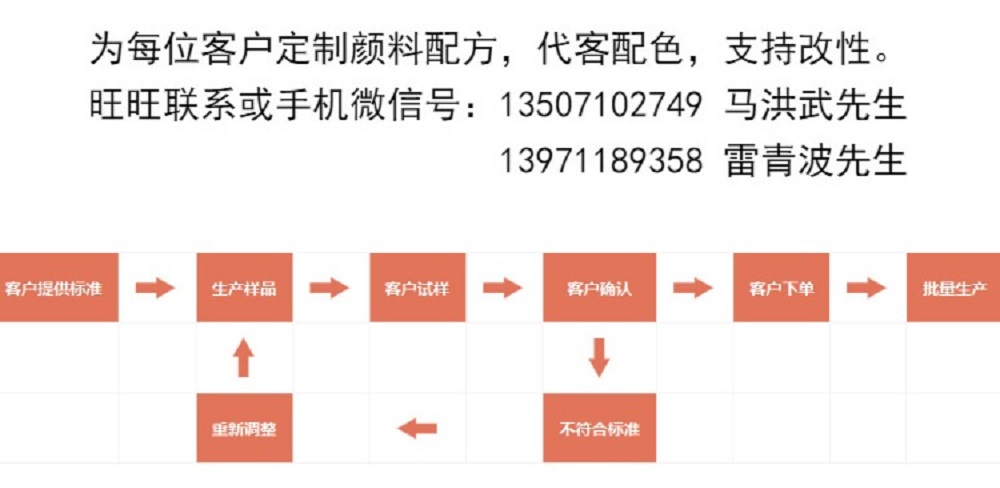 为每位客户定制颜料配方，代客配色，支持改性。
旺旺联系或手机微信号：13507102749 马洪武先生
13971189358 雷青波先生
客户提供标准 生产样品 客户试样 客户确认 客户下单 批量生产
重新调整 不符合标准